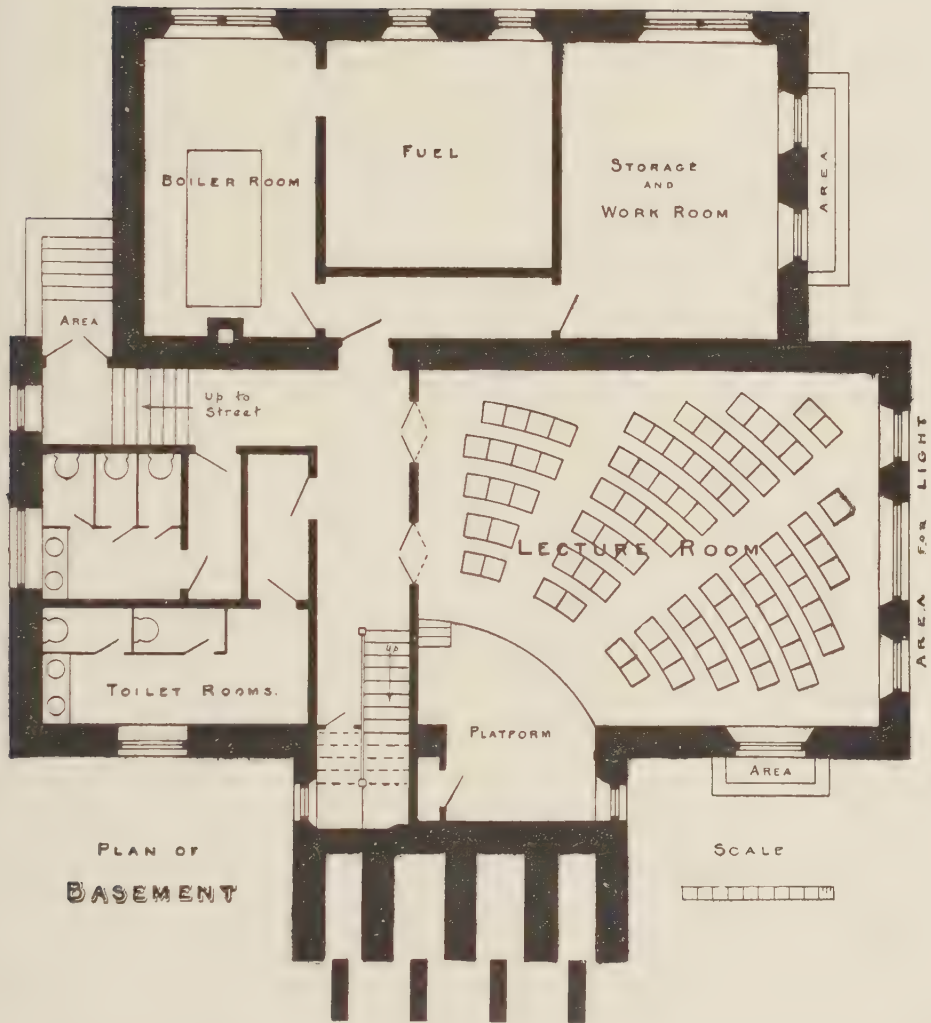 BOILER ROOM
FUEL
STORAGE
AND
WORK ROOM
AREA
AREA
Up to
Street
LECTURE ROOM
AREA FOR LIGHT
UP
TOILET ROOMS.
PLATFORM
AREA
PLAN OF
BASEMENT
SCALE